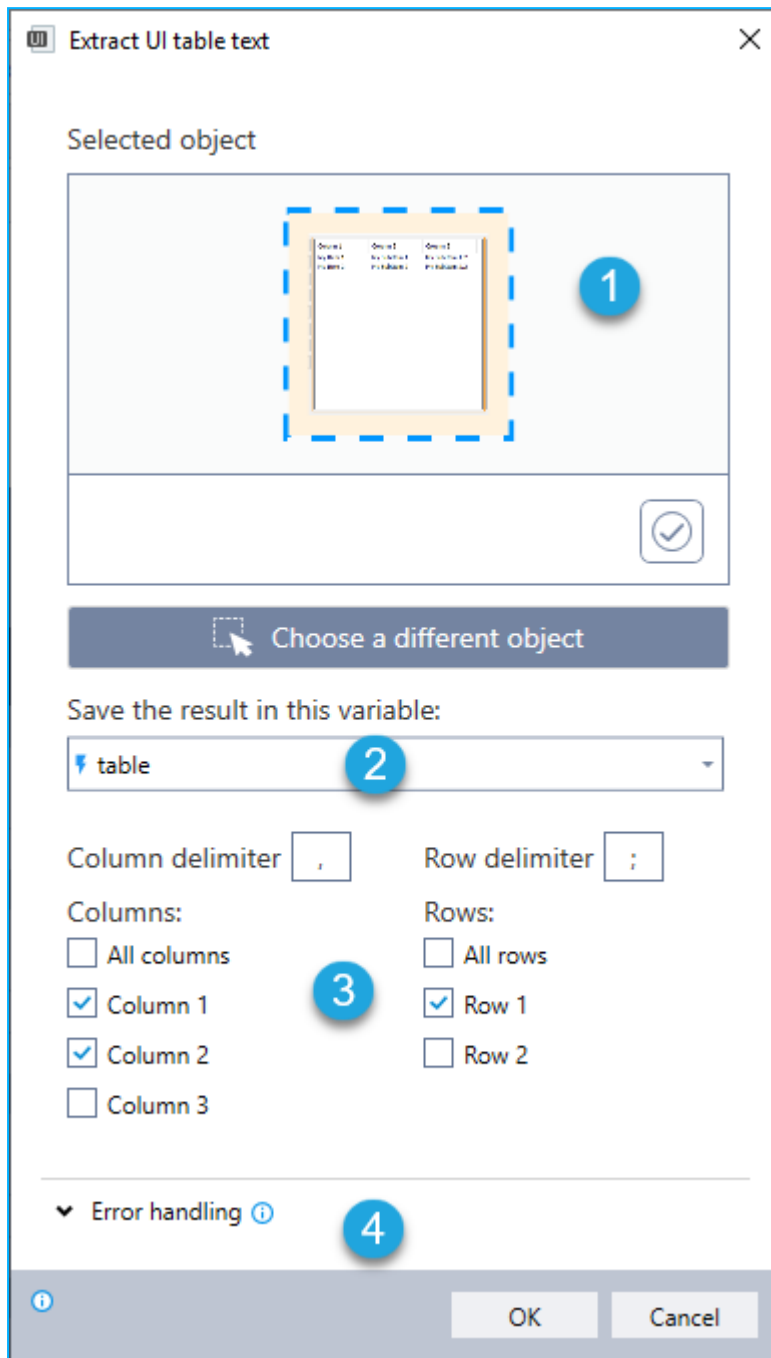 UI Extract UI table text
Selected object
1
Choose a different object
Save the result in this variable:
table 2
Column delimiter , Row delimiter ;
Columns: Rows:
All columns All rows
3
Column 1 Row 1
Column 2 Row 2
Column 3
Error handling
4
OK Cancel